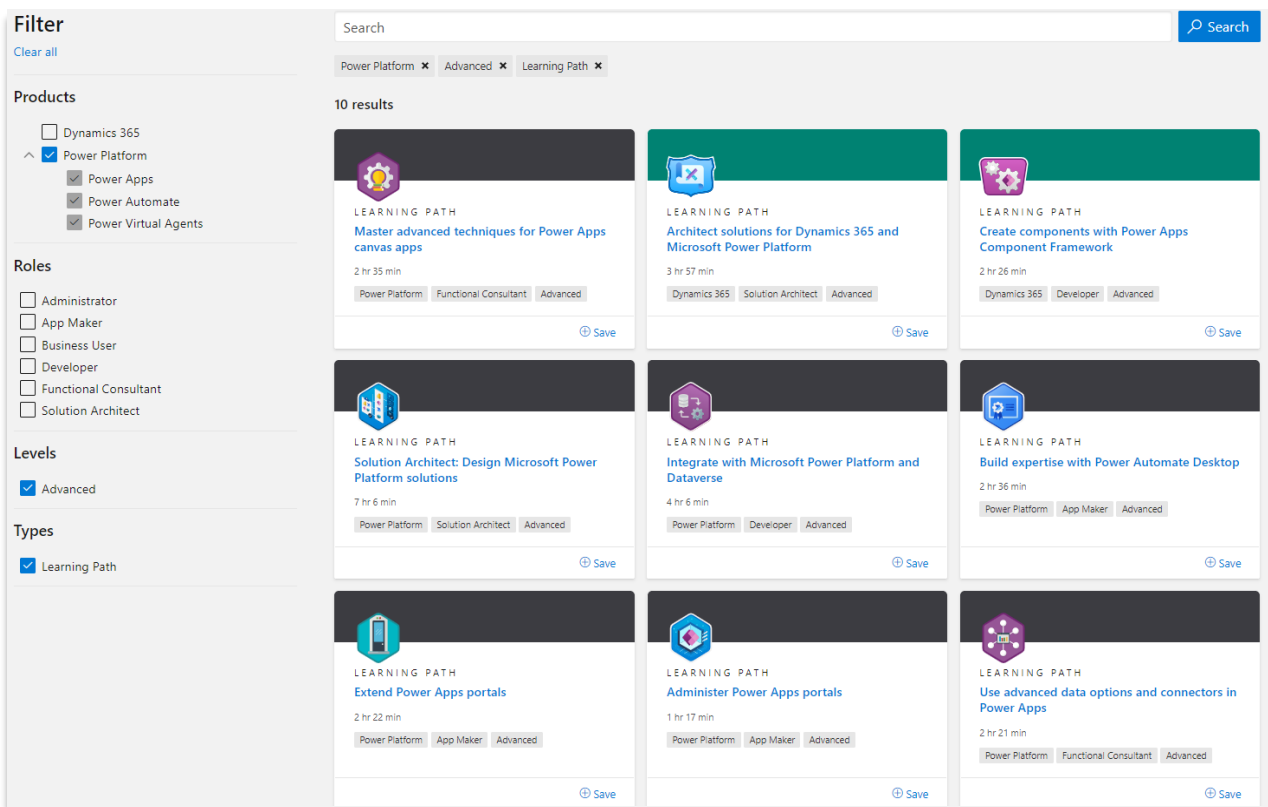 Filter
Clear all
Products
Dynamics 365
Power Platform
Power Apps
Power Automate
Power Virtual Agents
Roles
Administrator
App Maker
Business User
Developer
Functional Consultant
Solution Architect
Levels
Advanced
Types
Learning Path
Search
Search
Power Platform Advanced Learning Path
10 results
LEARNING PATH
Master advanced techniques for Power Apps
canvas apps
2 hr 35 min
Power Platform Functional Consultant Advanced
Save
LEARNING PATH
Architect solutions for Dynamics 365 and
Microsoft Power Platform
3 hr 57 min
Dynamics 365 Solution Architect Advanced
Save
LEARNING PATH
Create components with Power Apps
Component Framework
2 hr 26 min
Dynamics 365 Developer Advanced
Save
LEARNING PATH
Solution Architect: Design Microsoft Power
Platform solutions
7 hr 6 min
Power Platform Solution Architect Advanced
Save
LEARNING PATH
Integrate with Microsoft Power Platform and
Dataverse
4 hr 6 min
Power Platform Developer Advanced
Save
LEARNING PATH
Build expertise with Power Automate Desktop
2 hr 36 min
Power Platform App Maker Advanced
Save
LEARNING PATH
Extend Power Apps portals
2 hr 22 min
Power Platform App Maker Advanced
Save
LEARNING PATH
Administer Power Apps portals
1 hr 17 min
Power Platform App Maker Advanced
Save
LEARNING PATH
Use advanced data options and connectors in
Power Apps
2 hr 21 min
Power Platform Functional Consultant Advanced
Save